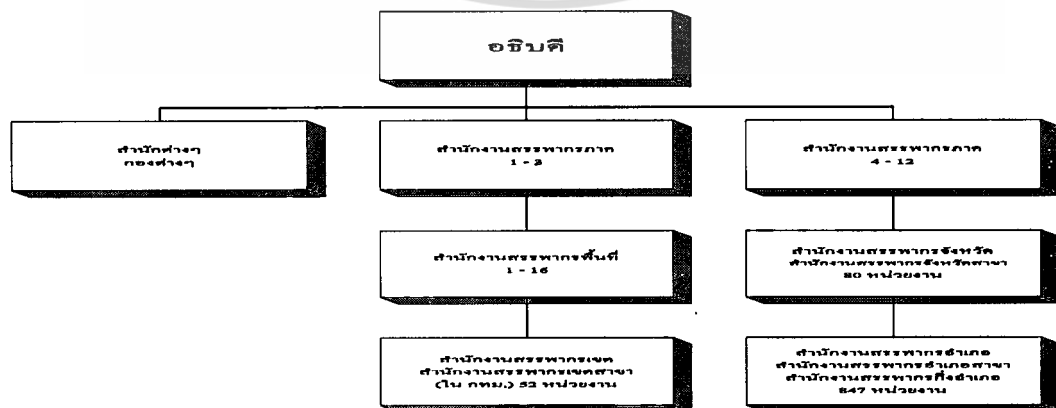 อธิบดี
สำนักต่างๆ
กองต่างๆ
สำนักงานสรรพากรภาค
1 - 3
สำนักงานสรรพากรภาค
4 - 12
สำนักงานสรรพากรพื้นที่
1 - 16
สำนักงานสรรพากรจังหวัด
สำนักงานสรรพากรจังหวัดสาขา
80 หน่วยงาน
สำนักงานสรรพากรเขต
สำนักงานสรรพากรเขตสาขา
(ใน กทม.) 52 หน่วยงาน
สำนักงานสรรพากรอำเภอ
สำนักงานสรรพากรอำเภอสาขา
สำนักงานสรรพากรกิ่งอำเภอ
847 หน่วยงาน